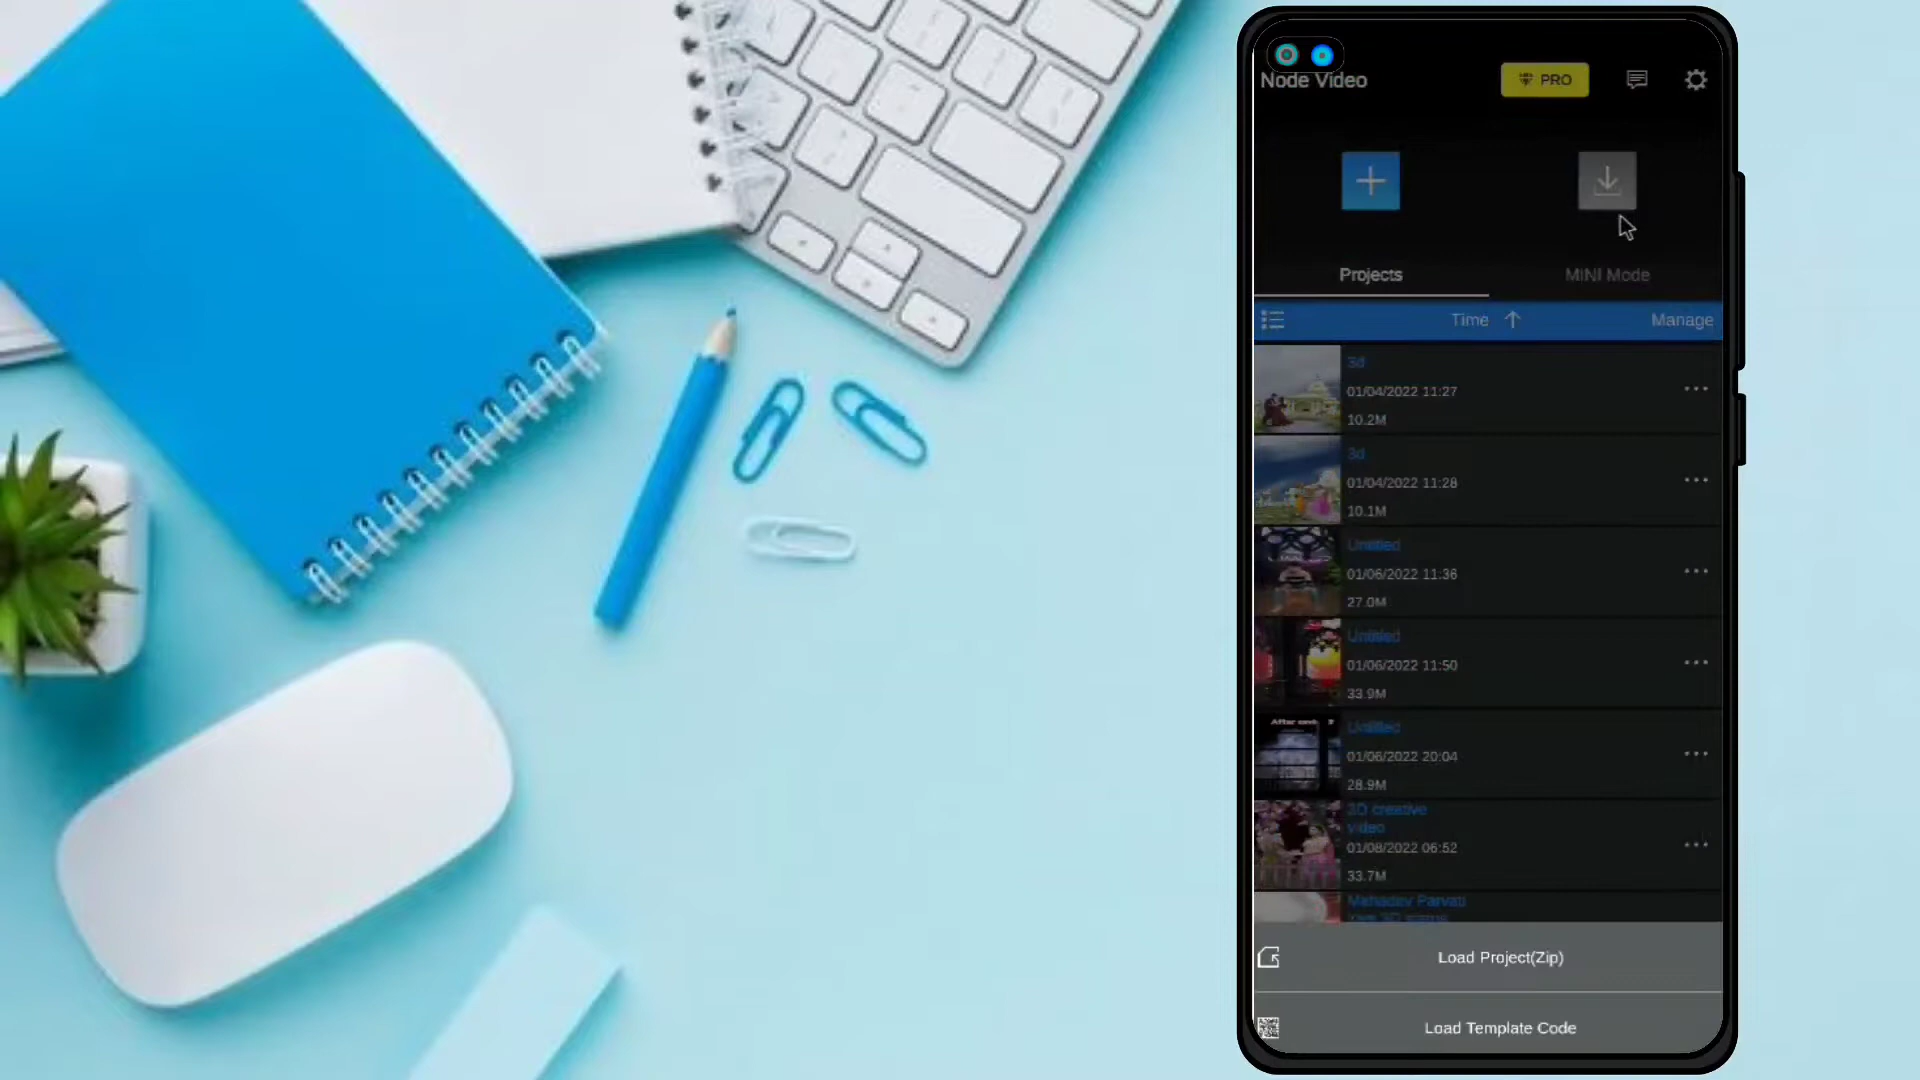 Node Video
PRO
Projects
MINI Mode
Time
Manage
3d
01/04/2022 11:27
10.2M
3d
01/04/2022 11:28
10.1M
Untitled
01/06/2022 11:36
27.0M
Untitled
01/06/2022 11:50
33.9M
Untitled
01/06/2022 20:04
28.9M
3D creative
video
01/08/2022 06:52
33.7M
Mahadev Parvati
Load Project(Zip)
Load Template Code